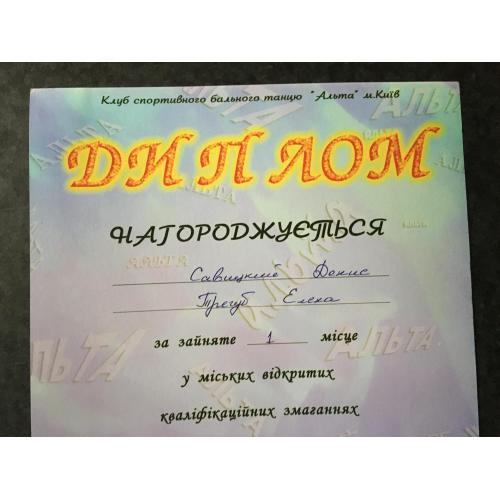 Клуб спортивного бального танцю "Альта" м.Київ
ДИПЛОМ
НАГОРОДЖУЄТЬСЯ
Савицкий Денис
Трегуб Елена
за зайняте 1 місце
у міських відкритих
кваліфікаційних змаганнях